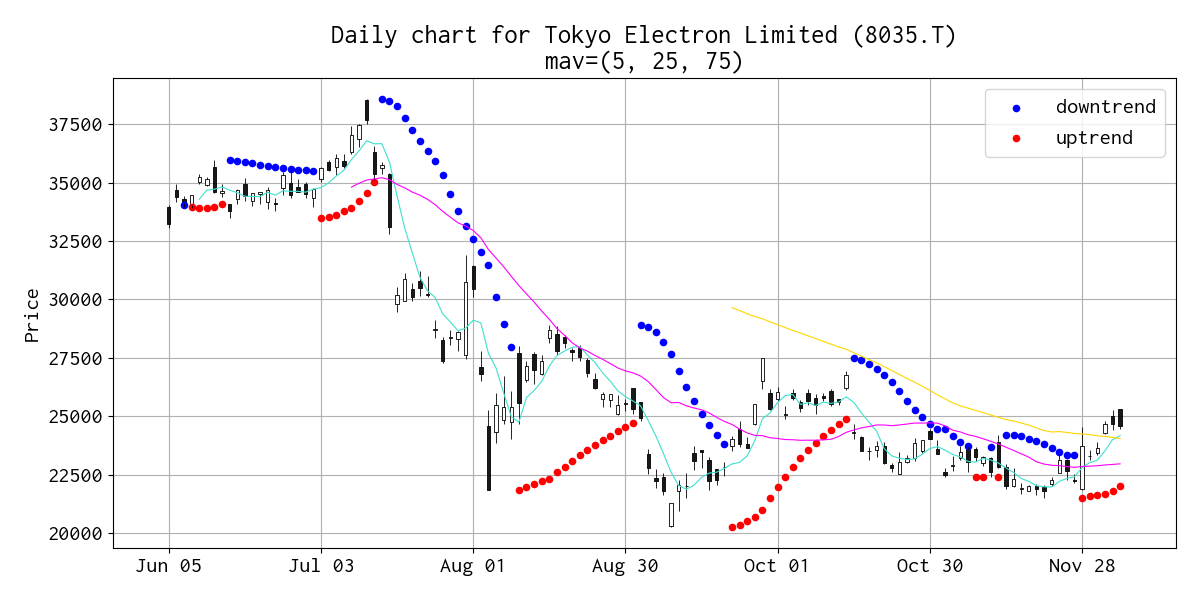 Daily chart for Tokyo Electron Limited (8035.T)
mav=(5, 25, 75)
downtrend
uptrend
Price
37500
35000
32500
30000
27500
25000
22500
20000
Jun 05
Jul 03
Aug 01
Aug 30
Oct 01
Oct 30
Nov 28